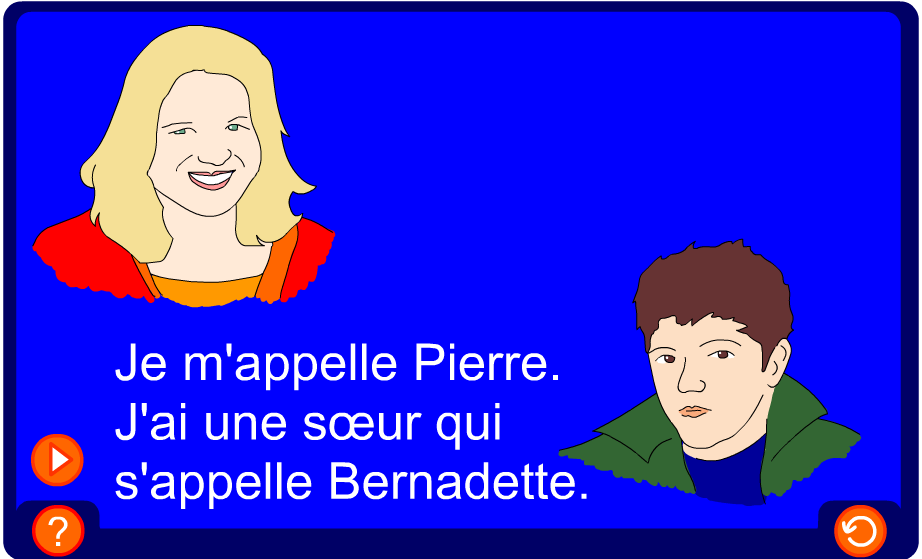 Je m'appelle Pierre.
J'ai une sœur qui
s'appelle Bernadette.
?